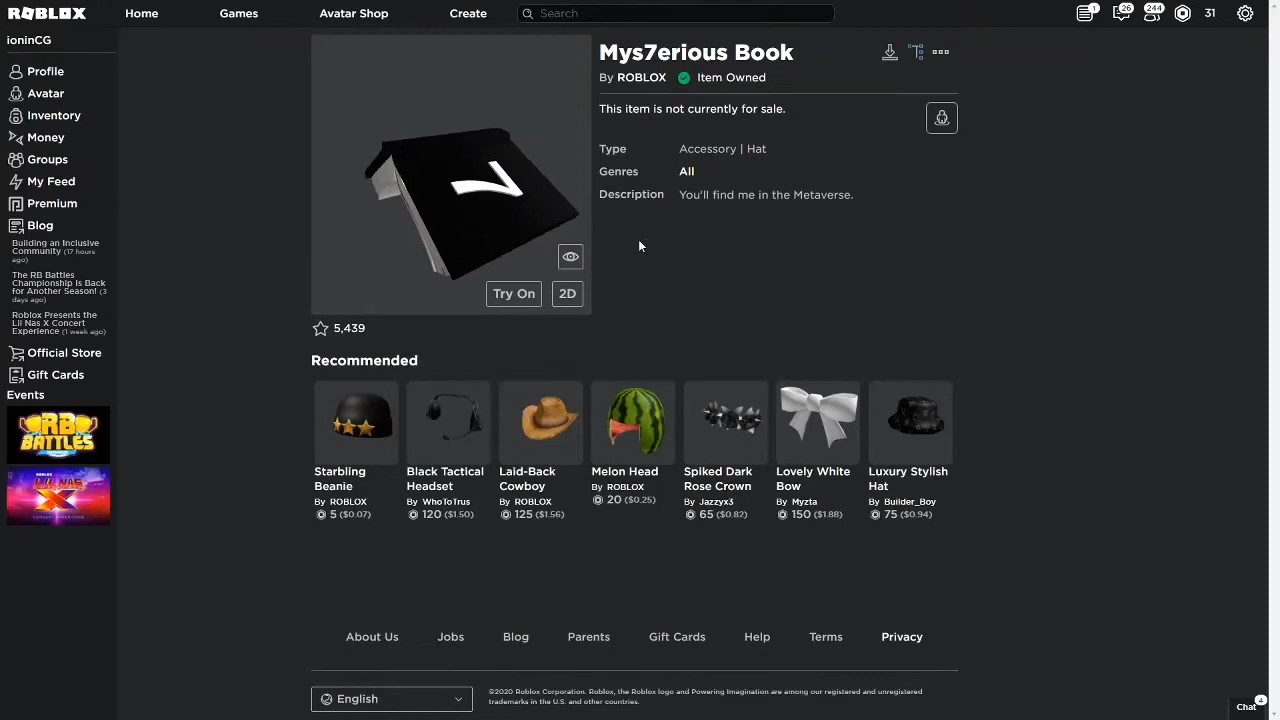 ROBLOX Home Games Avatar Shop Create Search 1 26 244 31
ioninCG
Profile
Avatar
Inventory
Money
Groups
My Feed
Premium
Blog
Building an Inclusive
Community (17 hours
ago)
The RB Battles
Championship Is Back
for Another Season! (3
days ago)
Roblox Presents the
Lil Nas X Concert
Experience (1 week ago)
Official Store
Gift Cards
Events
RB
BATTLES
LIL NAS
X
7
Try On 2D
5,439
Mys7erious Book
By ROBLOX Item Owned
This item is not currently for sale.
Type Accessory | Hat
Genres All
Description You'll find me in the Metaverse.
Recommended
Starbling
Beanie
By ROBLOX
5 ($0.07)
Black Tactical
Headset
By WhoToTrus
120 ($1.50)
Laid-Back
Cowboy
By ROBLOX
125 ($1.56)
Melon Head
By ROBLOX
20 ($0.25)
Spiked Dark
Rose Crown
By Jazzyx3
65 ($0.82)
Lovely White
Bow
By Myzta
150 ($1.88)
Luxury Stylish
Hat
By Builder_Boy
75 ($0.94)
About Us Jobs Blog Parents Gift Cards Help Terms Privacy
English
©2020 Roblox Corporation. Roblox, the Roblox logo and Powering Imagination are among our registered and unregistered
trademarks in the U.S. and other countries.
Chat 4